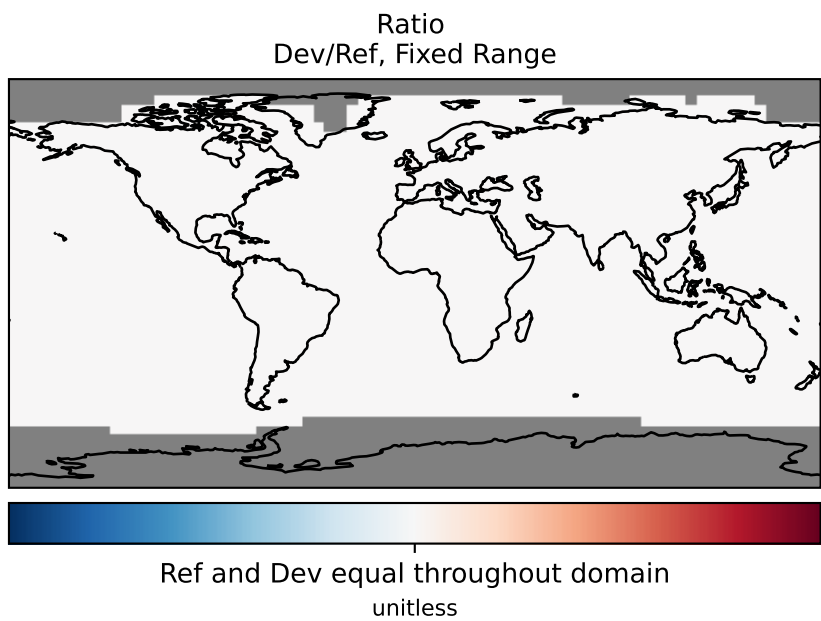 Ratio
Dev/Ref, Fixed Range
Ref and Dev equal throughout domain
unitless